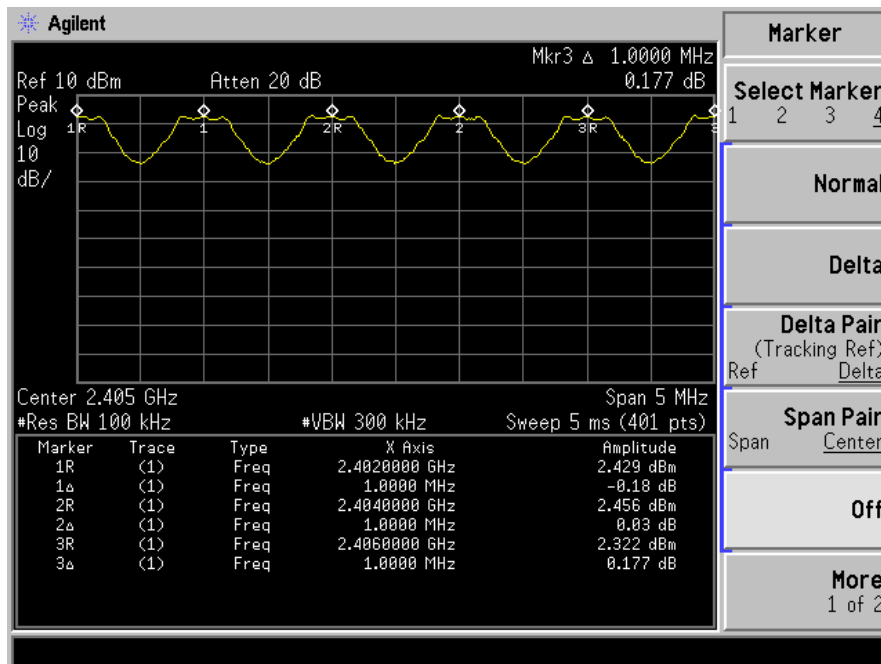 Agilent
Mkr3 Δ 1.0000 MHz
Ref 10 dBm Atten 20 dB 0.177 dB
Peak
Log
10
dB/
1R 1 2R 2 3R 3
Center 2.405 GHz Span 5 MHz
#Res BW 100 kHz #VBW 300 kHz Sweep 5 ms (401 pts)
Marker Trace Type X Axis Amplitude
1R (1) Freq 2.4020000 GHz 2.429 dBm
1Δ (1) Freq 1.0000 MHz -0.18 dB
2R (1) Freq 2.4040000 GHz 2.456 dBm
2Δ (1) Freq 1.0000 MHz 0.03 dB
3R (1) Freq 2.4060000 GHz 2.322 dBm
3Δ (1) Freq 1.0000 MHz 0.177 dB
Marker
Select Marker
1 2 3 4
Normal
Delta
Delta Pair
(Tracking Ref)
Ref Delta
Span Pair
Span Center
Off
More
1 of 2